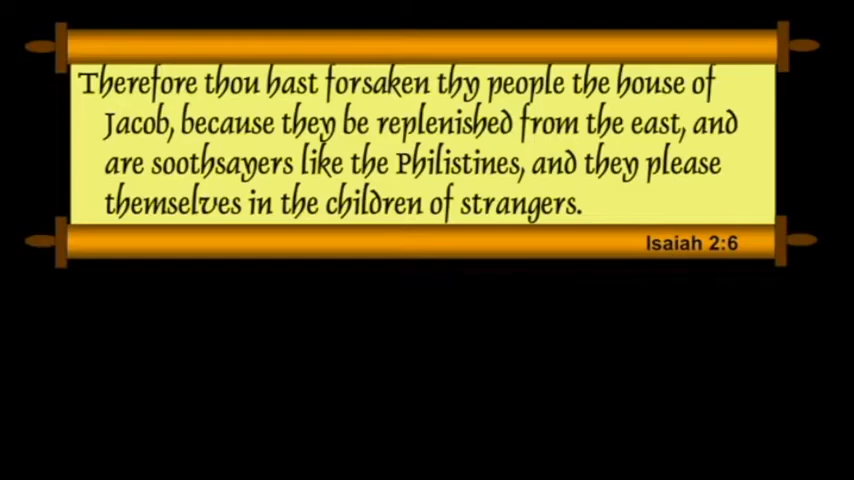 Therefore thou hast forsaken thy people the house of
Jacob, because they be replenished from the east, and
are soothsayers like the Philistines, and they please
themselves in the children of strangers.
Isaiah 2:6